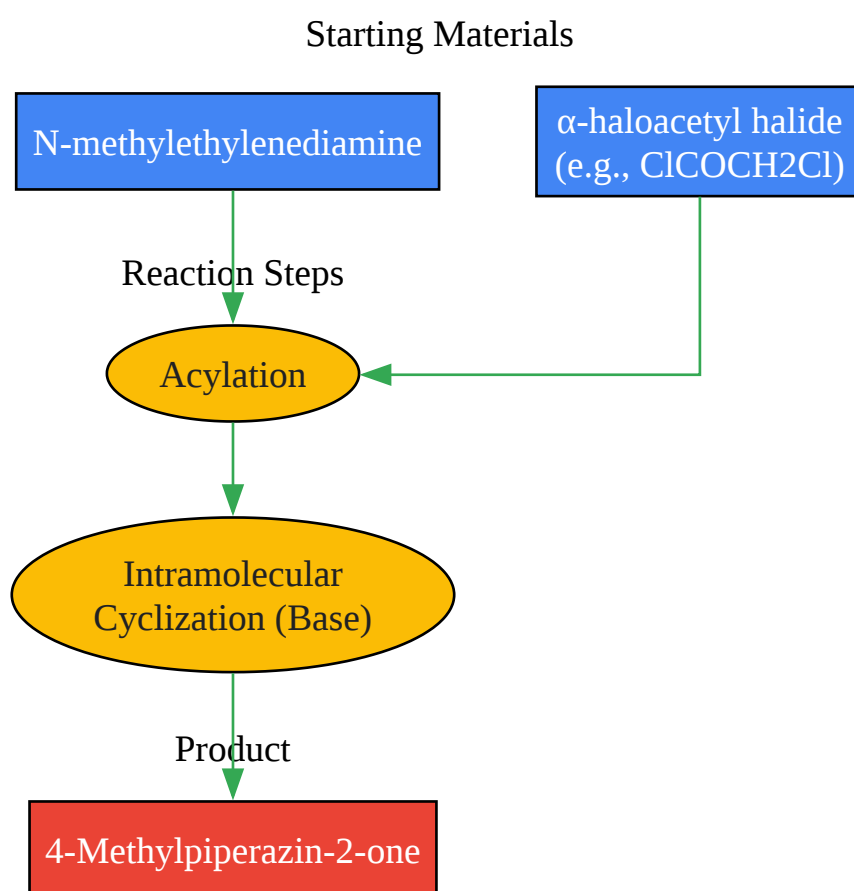 Starting Materials
N-methylethylenediamine
α-haloacetyl halide
(e.g., ClCOCH2Cl)
Reaction Steps
Acylation
Intramolecular
Cyclization (Base)
Product
4-Methylpiperazin-2-one